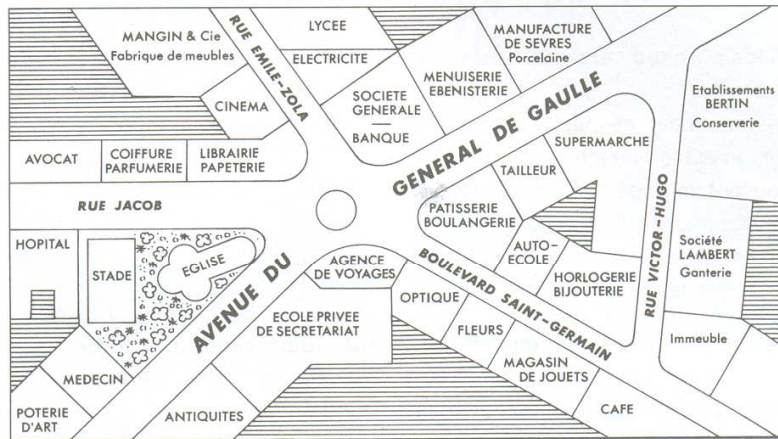 MANGIN & Cie
Fabrique de meubles
CINEMA
RUE EMILE-ZOLA
LYCEE
ELECTRICITE
SOCIETE
GENERALE
BANQUE
MENUISERIE
EBENISTERIE
MANUFACTURE
DE SEVRES
Porcelaine
Etablissements
BERTIN
Conserverie
AVOCAT
COIFFURE
PARFUMERIE
LIBRAIRIE
PAPETERIE
RUE JACOB
AVENUE DU
GENERAL DE GAULLE
SUPERMARCHE
TAILLEUR
PATISSERIE
BOULANGERIE
AUTO-
ECOLE
HORLOGERIE
BIJOUTERIE
RUE VICTOR-HUGO
Société
LAMBERT
Ganterie
Immeuble
HOPITAL
STADE
EGLISE
AGENCE
DE VOYAGES
BOULEVARD SAINT-GERMAIN
ECOLE PRIVEE
DE SECRETARIAT
OPTIQUE
FLEURS
MAGASIN
DE JOUETS
CAFE
MEDECIN
POTERIE
D'ART
ANTIQUITES